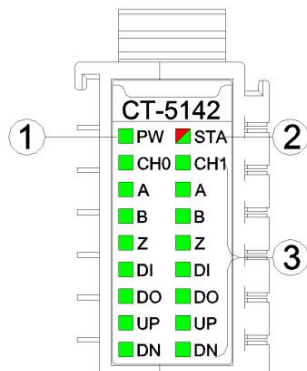 CT-5142
1 PW STA 2
CH0 CH1
A A
B B
Z Z
3
DI DI
DO DO
UP UP
DN DN